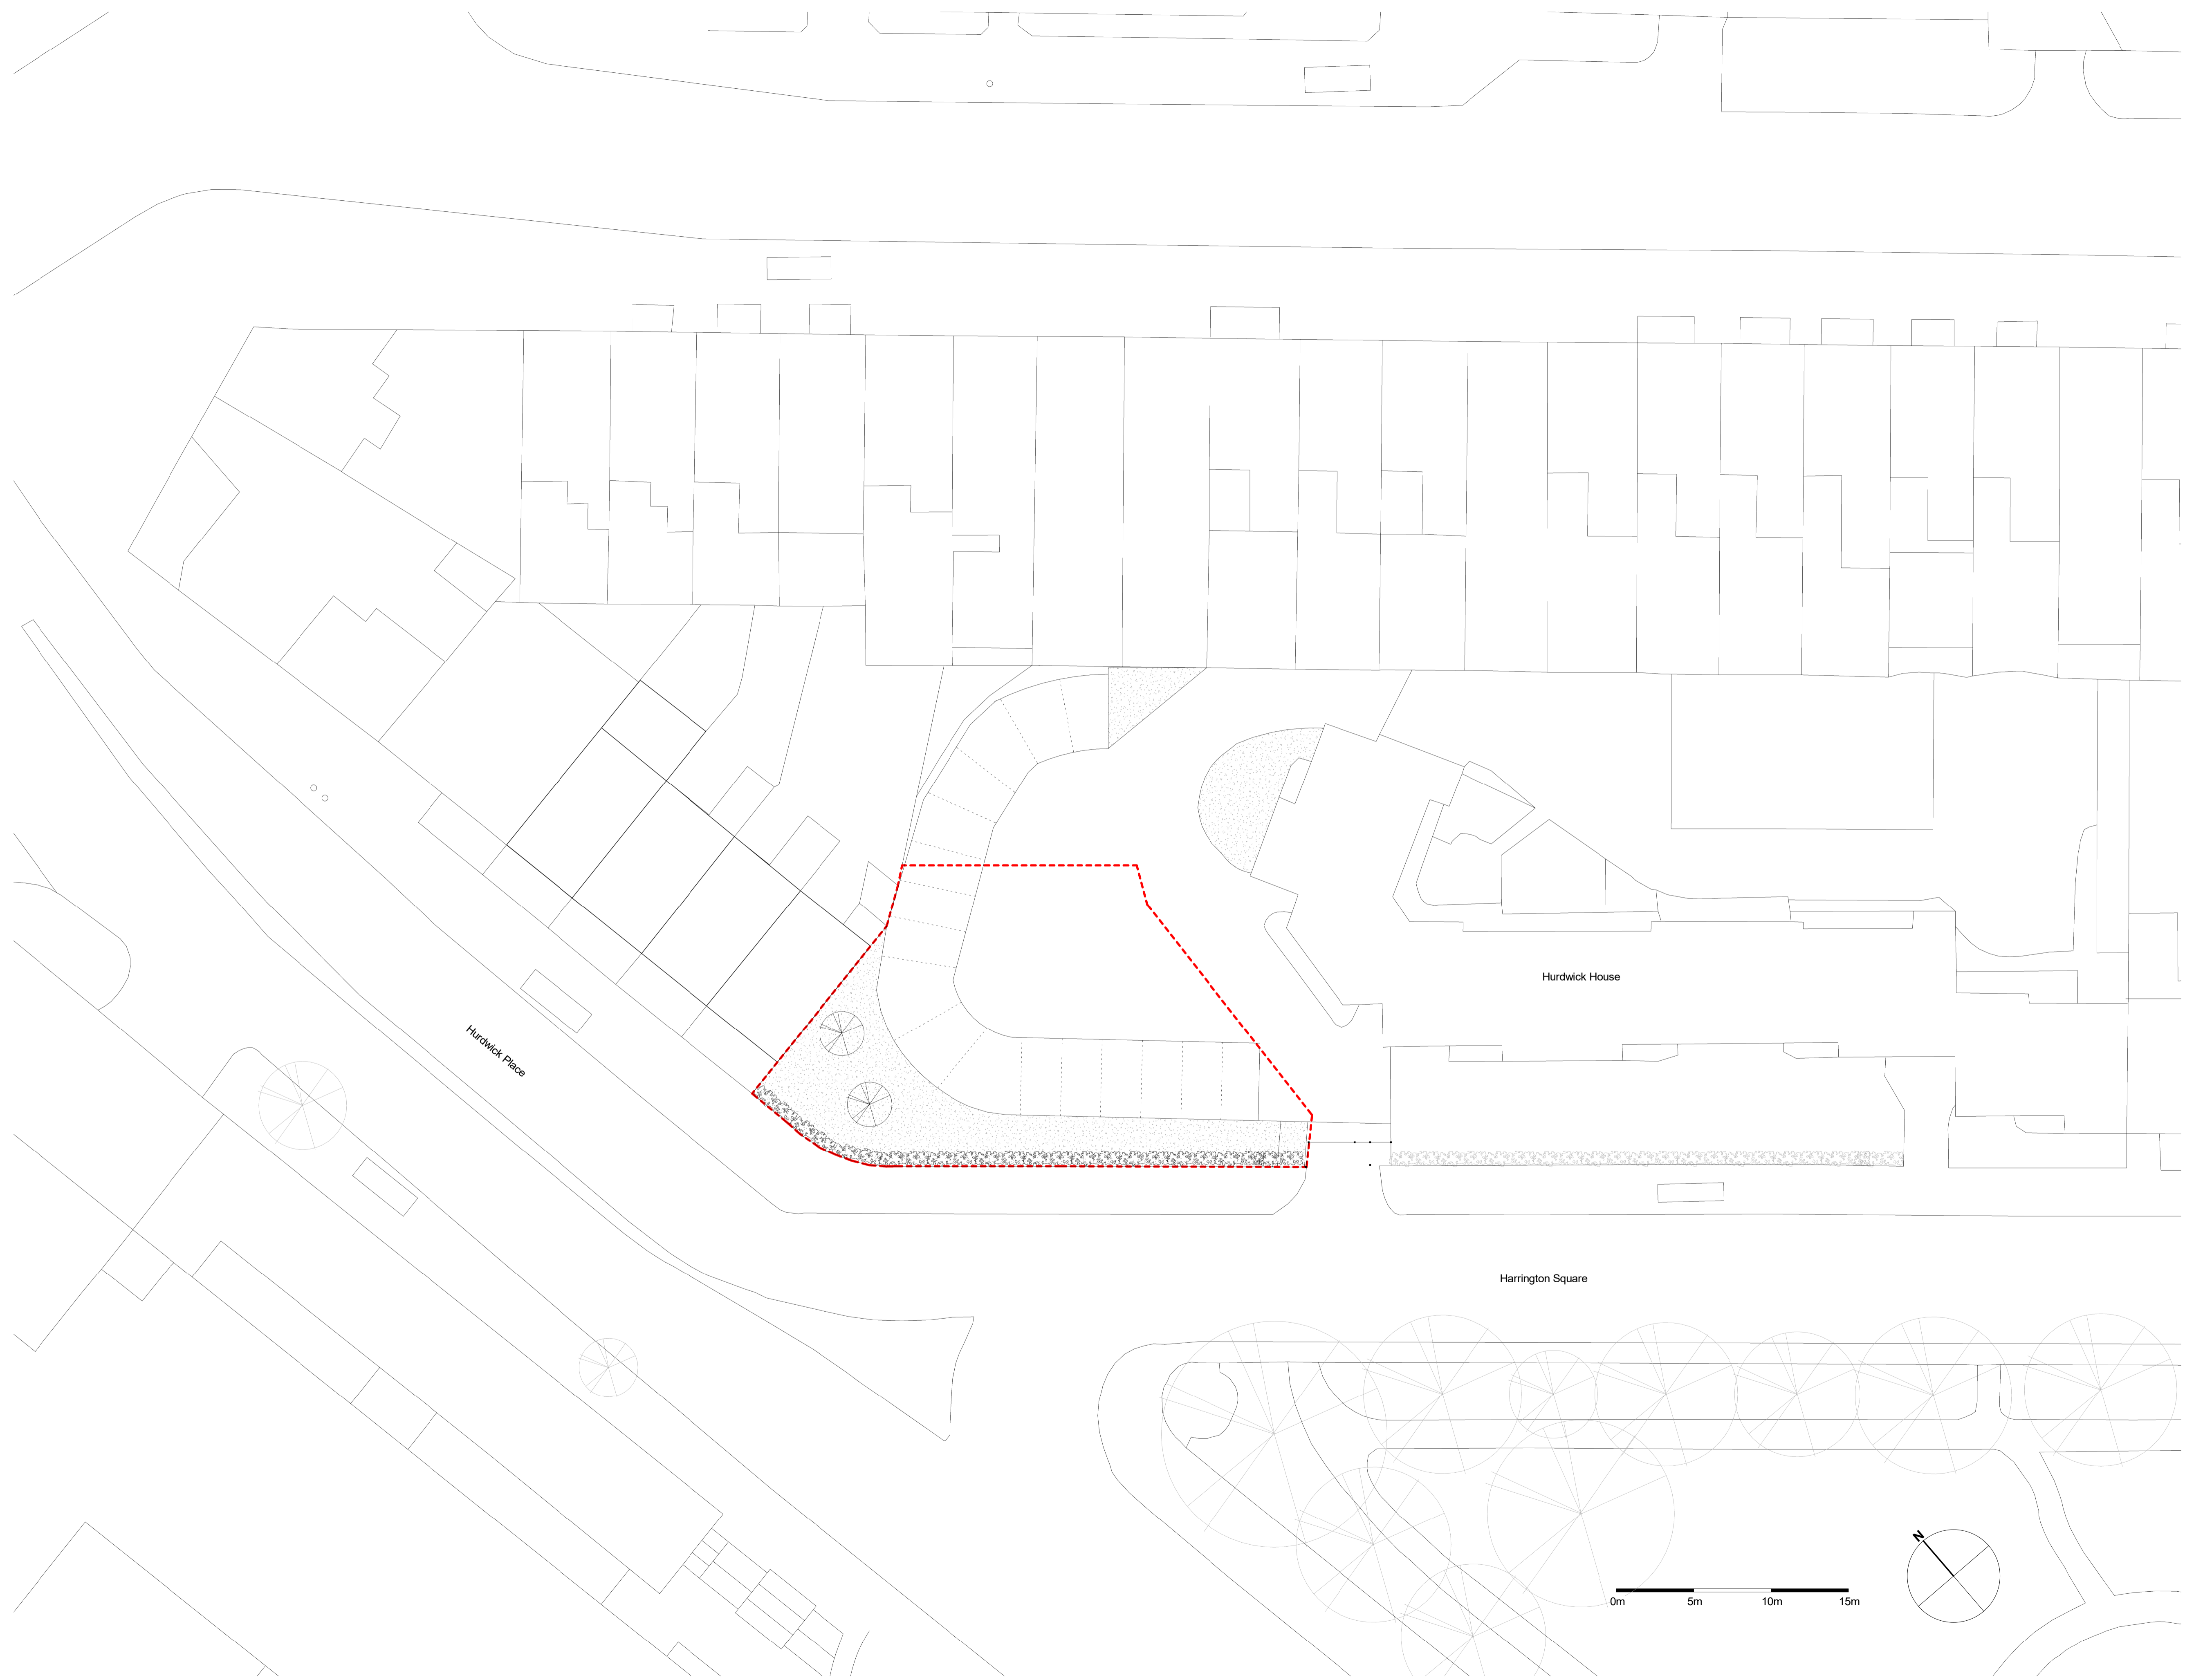 Hurdwick House
Hurdwick Place
Harrington Square
N
0m 5m 10m 15m